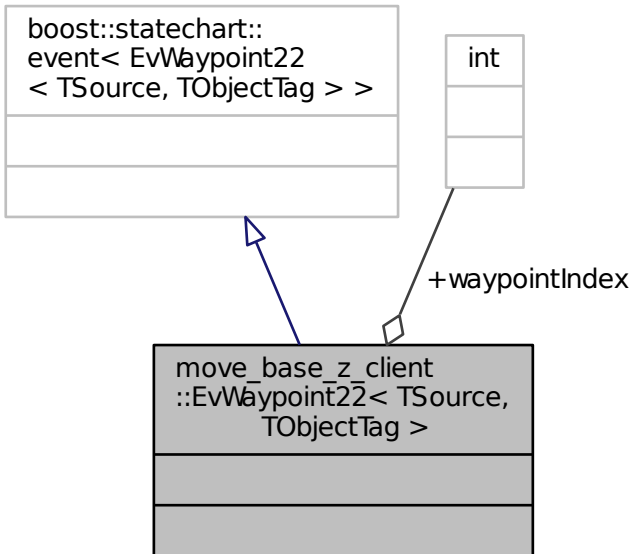 boost::statechart::
event< EvWaypoint22
< TSource, TObjectTag > >
int
+waypointIndex
move_base_z_client
::EvWaypoint22< TSource,
TObjectTag >